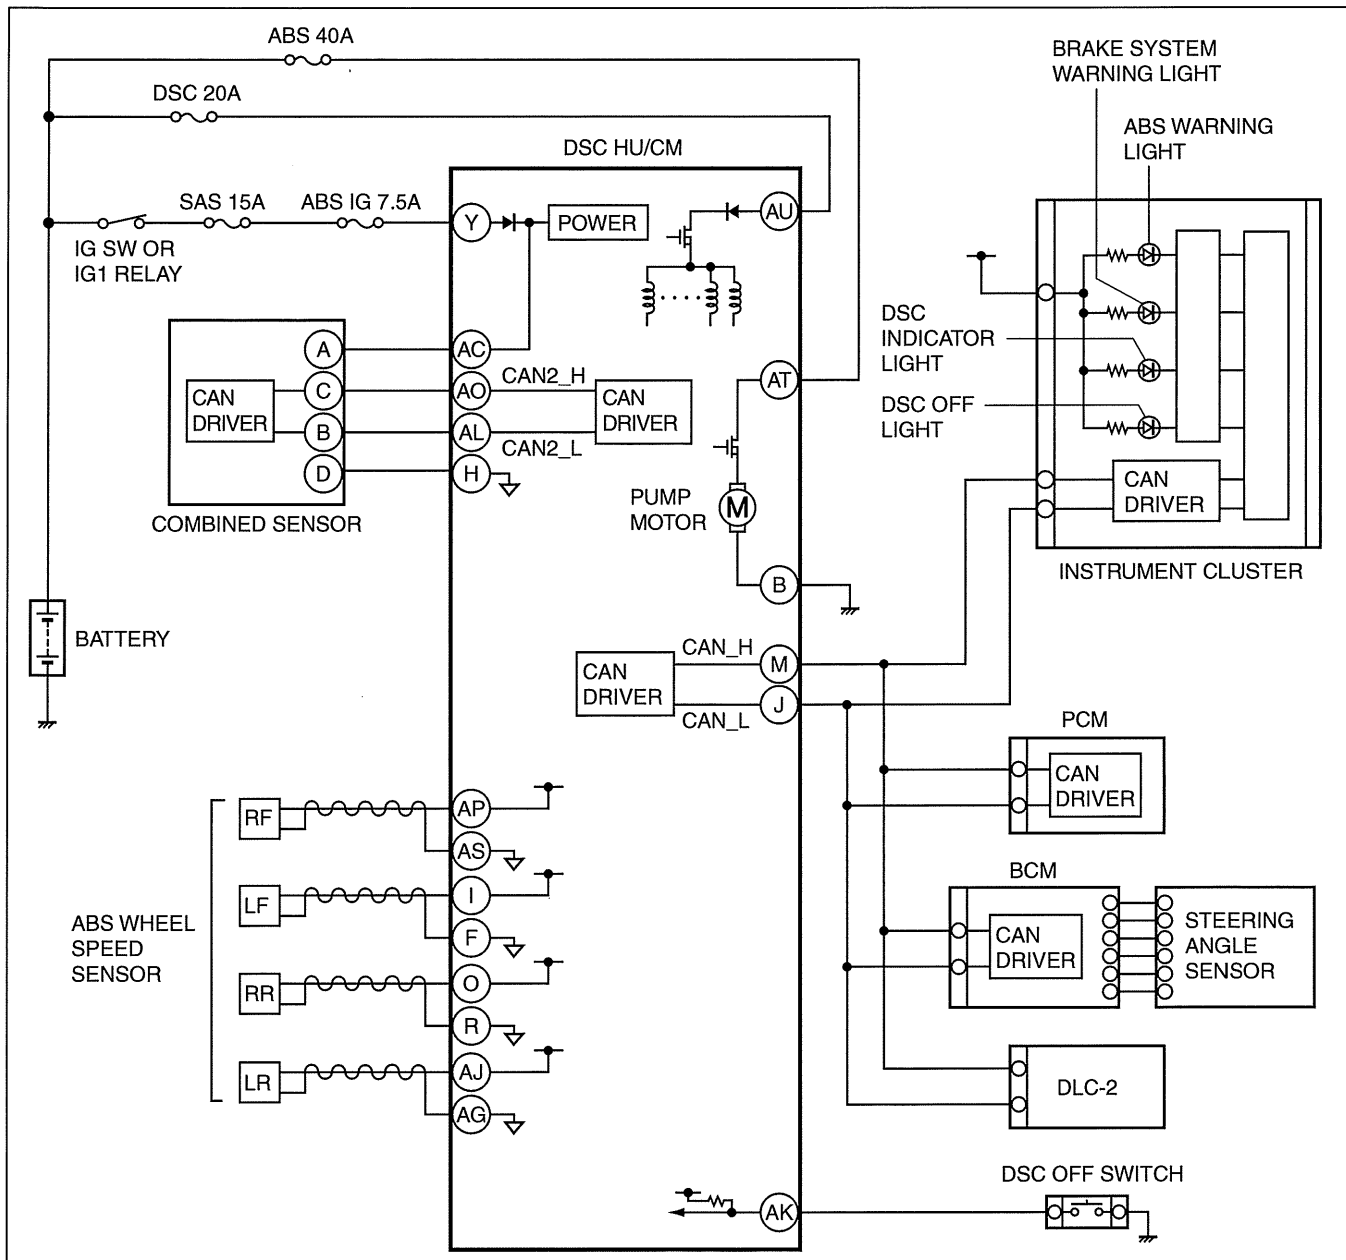 ABS 40A
DSC 20A
DSC HU/CM
SAS 15A
ABS IG 7.5A
IG SW OR
IG1 RELAY
Y
POWER
AU
BRAKE SYSTEM
WARNING LIGHT
ABS WARNING
LIGHT
DSC
INDICATOR
LIGHT
DSC OFF
LIGHT
CAN
DRIVER
INSTRUMENT CLUSTER
A
C
B
D
CAN
DRIVER
COMBINED SENSOR
AC
AO
AL
H
CAN2_H
CAN2_L
CAN
DRIVER
AT
PUMP
MOTOR
M
B
BATTERY
CAN
DRIVER
CAN_H
CAN_L
M
J
PCM
CAN
DRIVER
BCM
CAN
DRIVER
STEERING
ANGLE
SENSOR
DLC-2
DSC OFF SWITCH
AK
ABS WHEEL
SPEED
SENSOR
RF
LF
RR
LR
AP
AS
I
F
O
R
AJ
AG